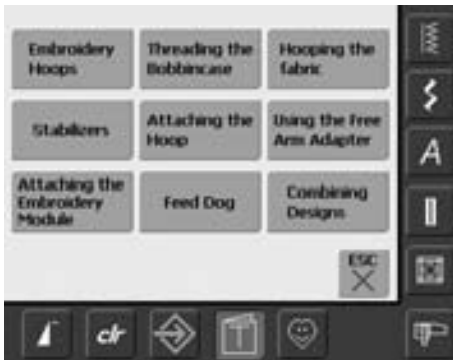 Embroidery
Hoops
Threading the
Bobbincase
Hooping the
fabric
Stabilizers
Attaching the
Hoop
Using the Free
Arm Adapter
Attaching the
Embroidery
Module
Feed Dog
Combining
Designs
ESC
A
clr